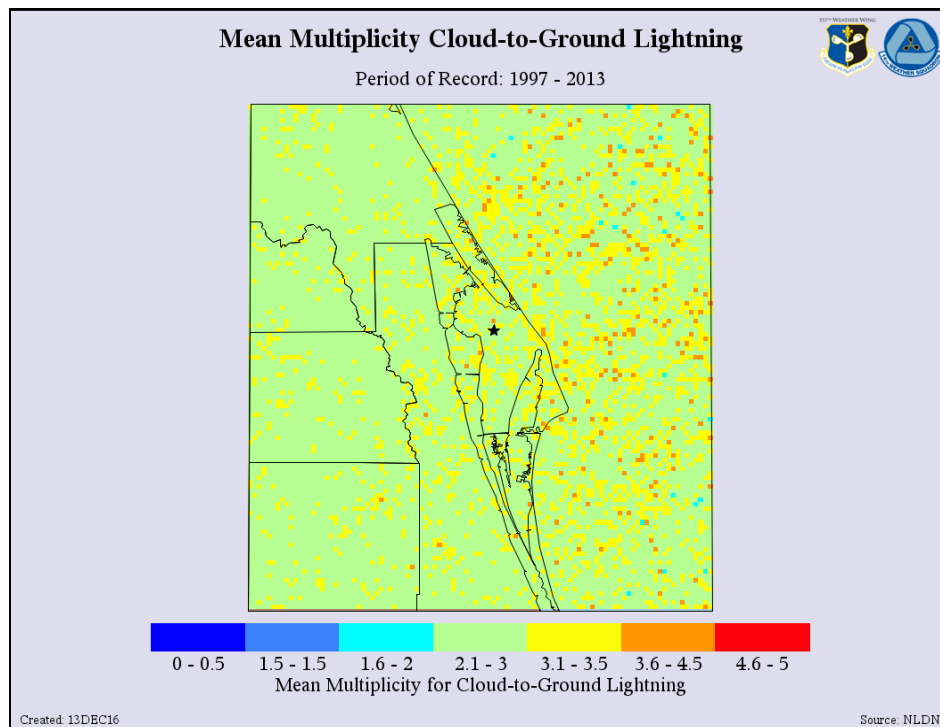 Mean Multiplicity Cloud-to-Ground Lightning
Period of Record: 1997 - 2013
0 - 0.5
1.5 - 1.5
1.6 - 2
2.1 - 3
3.1 - 3.5
3.6 - 4.5
4.6 - 5
Mean Multiplicity for Cloud-to-Ground Lightning
Created: 13DEC16
Source: NLDN